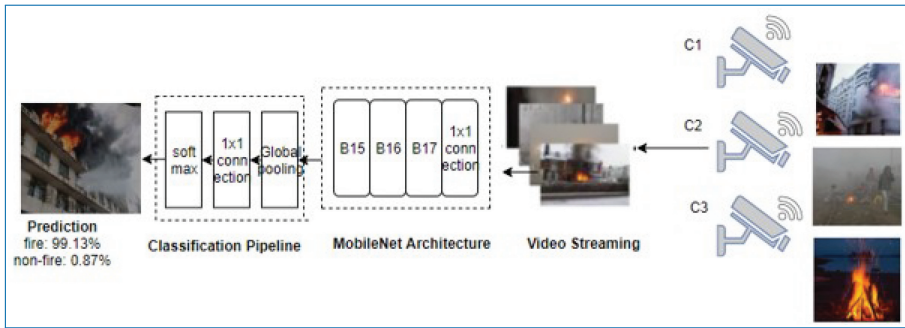 C1
C2
C3
B15
B16
B17
1x1
conn
ection
Global
pooling
1x1
conn
ection
soft
max
Prediction
fire: 99.13%
non-fire: 0.87%
Classification Pipeline
MobileNet Architecture
Video Streaming